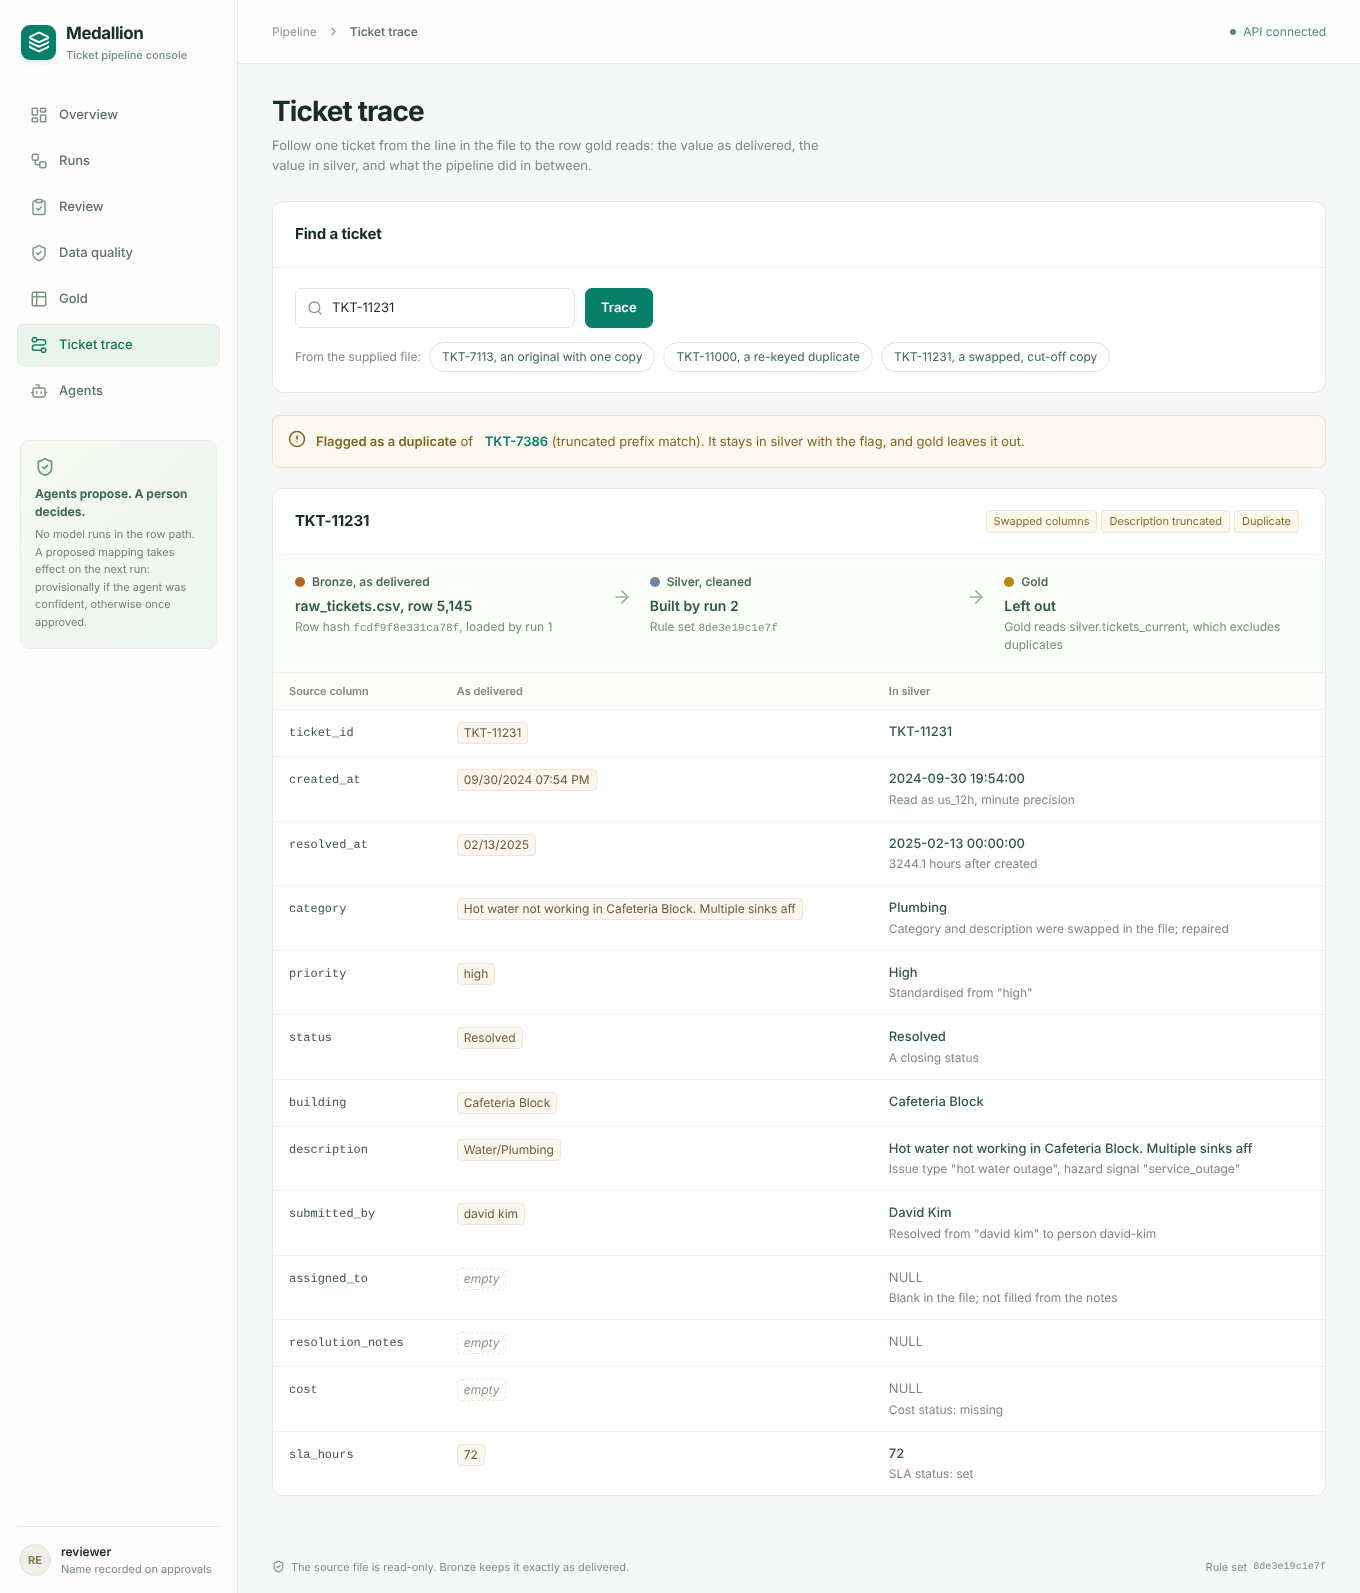 Medallion
Ticket pipeline console
Overview
Runs
Review
Data quality
Gold
Ticket trace
Agents
Agents propose. A person
decides.
No model runs in the row path.
A proposed mapping takes
effect on the next run:
provisionally if the agent was
confident, otherwise once
approved.
RE
reviewer
Name recorded on approvals
Pipeline > Ticket trace
API connected
Ticket trace
Follow one ticket from the line in the file to the row gold reads: the value as delivered, the
value in silver, and what the pipeline did in between.
Find a ticket
TKT-11231
Trace
From the supplied file: TKT-7113, an original with one copy TKT-11000, a re-keyed duplicate TKT-11231, a swapped, cut-off copy
Flagged as a duplicate of TKT-7386 (truncated prefix match). It stays in silver with the flag, and gold leaves it out.
TKT-11231
Swapped columns Description truncated Duplicate
Bronze, as delivered
raw_tickets.csv, row 5,145
Row hash fcdf9f8e331ca78f, loaded by run 1
Silver, cleaned
Built by run 2
Rule set 8de3e19c1e7f
Gold
Left out
Gold reads silver.tickets_current, which excludes
duplicates
Source column As delivered In silver
ticket_id TKT-11231 TKT-11231
created_at 09/30/2024 07:54 PM 2024-09-30 19:54:00
Read as us_12h, minute precision
resolved_at 02/13/2025 2025-02-13 00:00:00
3244.1 hours after created
category Hot water not working in Cafeteria Block. Multiple sinks aff Plumbing
Category and description were swapped in the file; repaired
priority high High
Standardised from "high"
status Resolved Resolved
A closing status
building Cafeteria Block Cafeteria Block
description Water/Plumbing Hot water not working in Cafeteria Block. Multiple sinks aff
Issue type "hot water outage", hazard signal "service_outage"
submitted_by david kim David Kim
Resolved from "david kim" to person david-kim
assigned_to empty NULL
Blank in the file; not filled from the notes
resolution_notes empty NULL
cost empty NULL
Cost status: missing
sla_hours 72 72
SLA status: set
The source file is read-only. Bronze keeps it exactly as delivered.
Rule set 8de3e19c1e7f